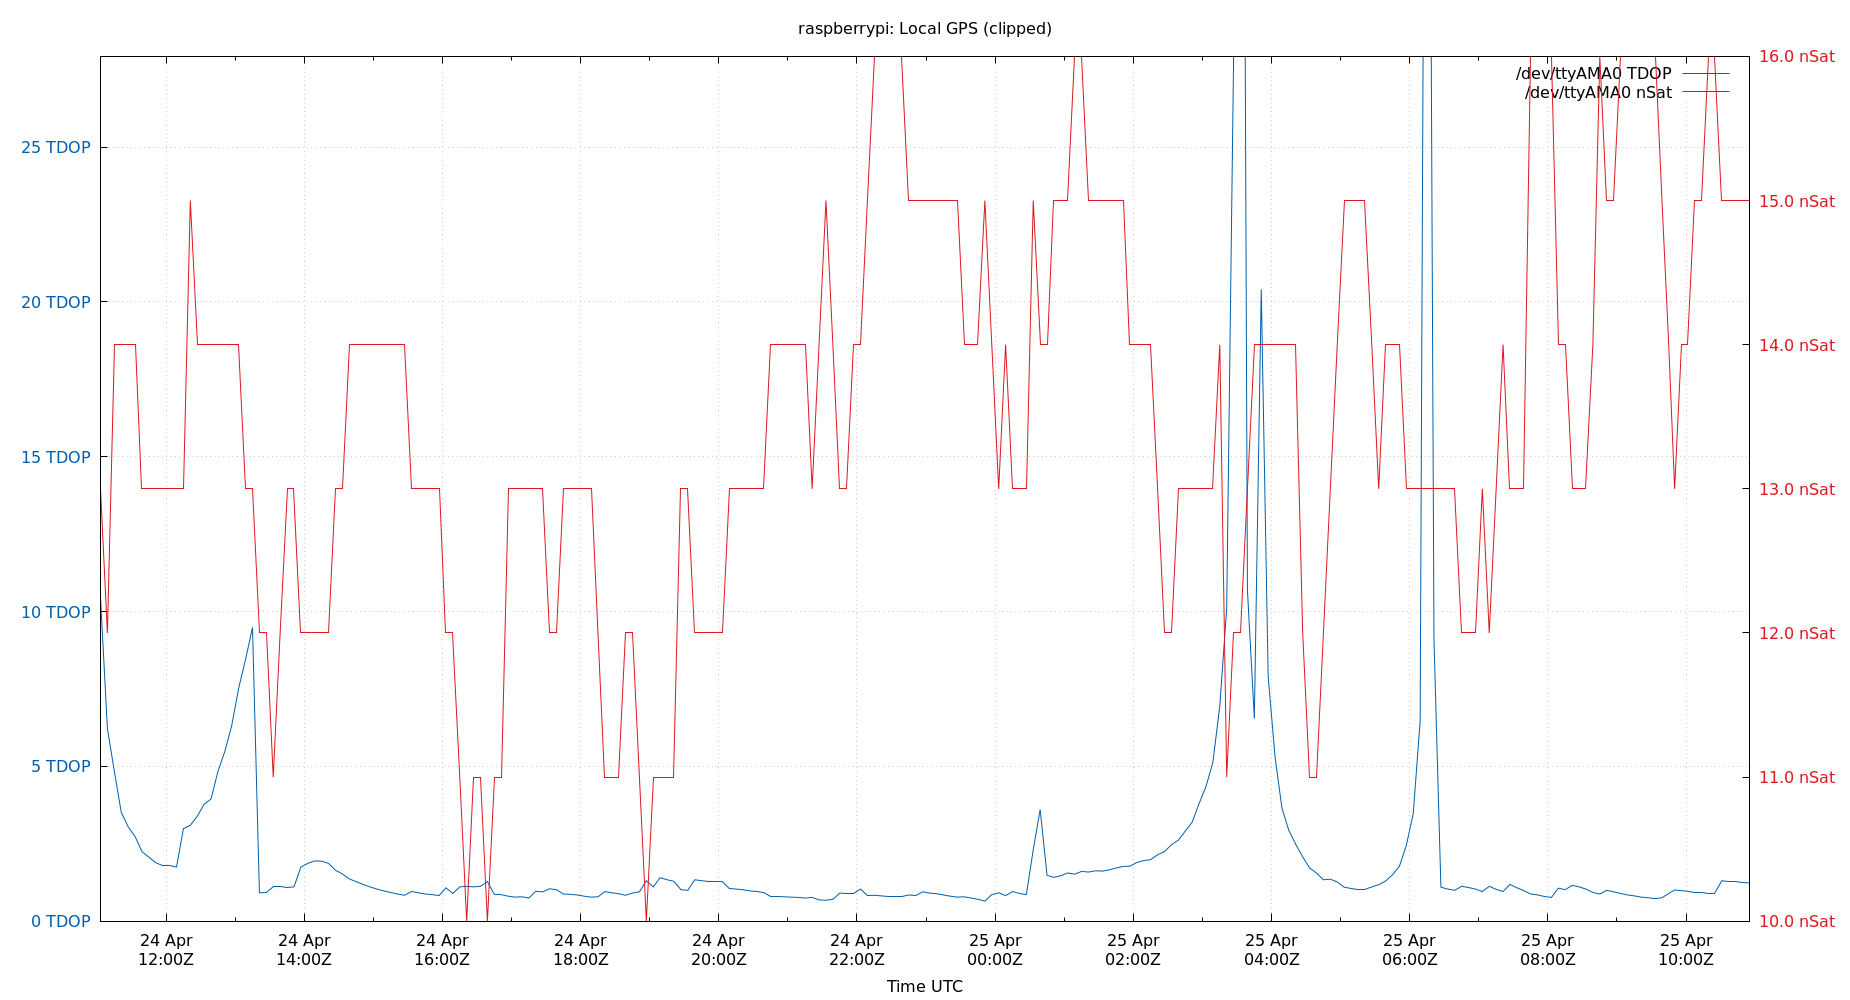 raspberrypi: Local GPS (clipped)
16.0 nSat
/dev/ttyAMA0 TDOP
/dev/ttyAMA0 nSat
25 TDOP
15.0 nSat
20 TDOP
14.0 nSat
15 TDOP
13.0 nSat
10 TDOP
12.0 nSat
5 TDOP
11.0 nSat
0 TDOP
10.0 nSat
24 Apr 24 Apr 24 Apr 24 Apr 24 Apr 24 Apr 25 Apr 25 Apr 25 Apr 25 Apr 25 Apr 25 Apr
12:00Z 14:00Z 16:00Z 18:00Z 20:00Z 22:00Z 00:00Z 02:00Z 04:00Z 06:00Z 08:00Z 10:00Z
Time UTC